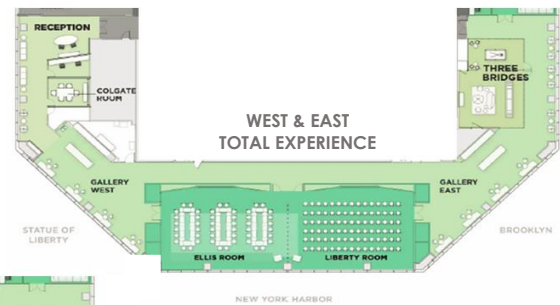 RECEPTION
COLGATE
ROOM
THREE
BRIDGES
WEST & EAST
TOTAL EXPERIENCE
GALLERY
WEST
GALLERY
EAST
STATUE OF
LIBERTY
BROOKLYN
ELLIS ROOM
LIBERTY ROOM
NEW YORK HARBOR